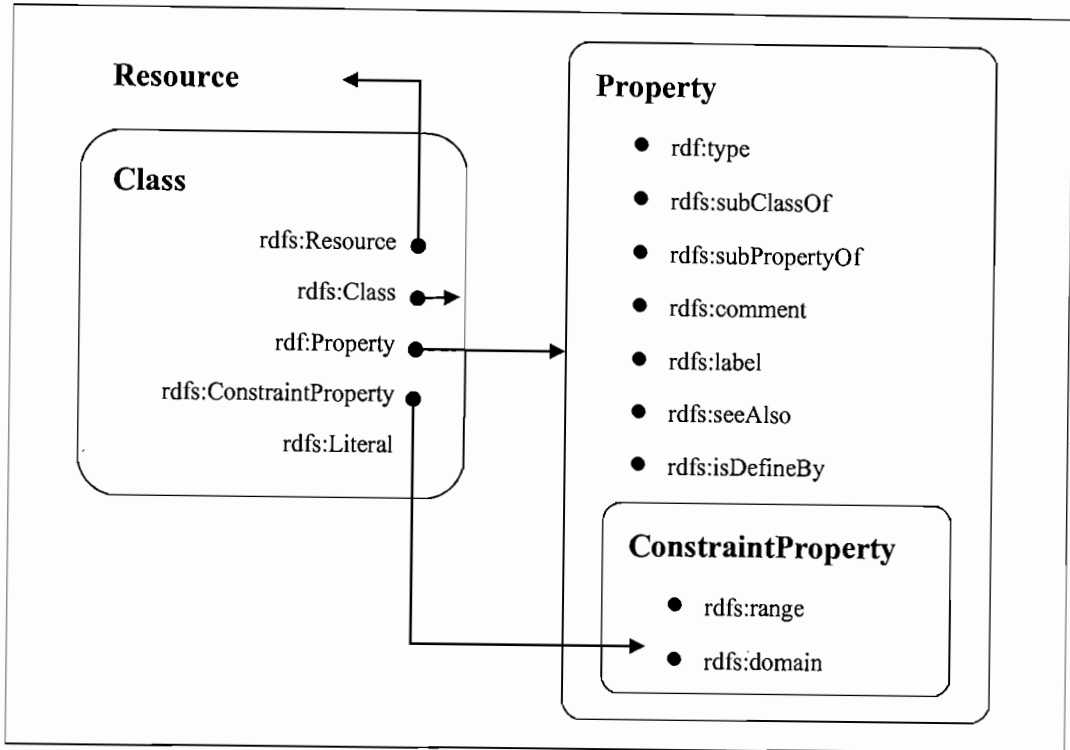 Resource
Class
rdfs:Resource
rdfs:Class
rdf:Property
rdfs:ConstraintProperty
rdfs:Literal
Property
rdf:type
rdfs:subClassOf
rdfs:subPropertyOf
rdfs:comment
rdfs:label
rdfs:seeAlso
rdfs:isDefineBy
ConstraintProperty
rdfs:range
rdfs:domain